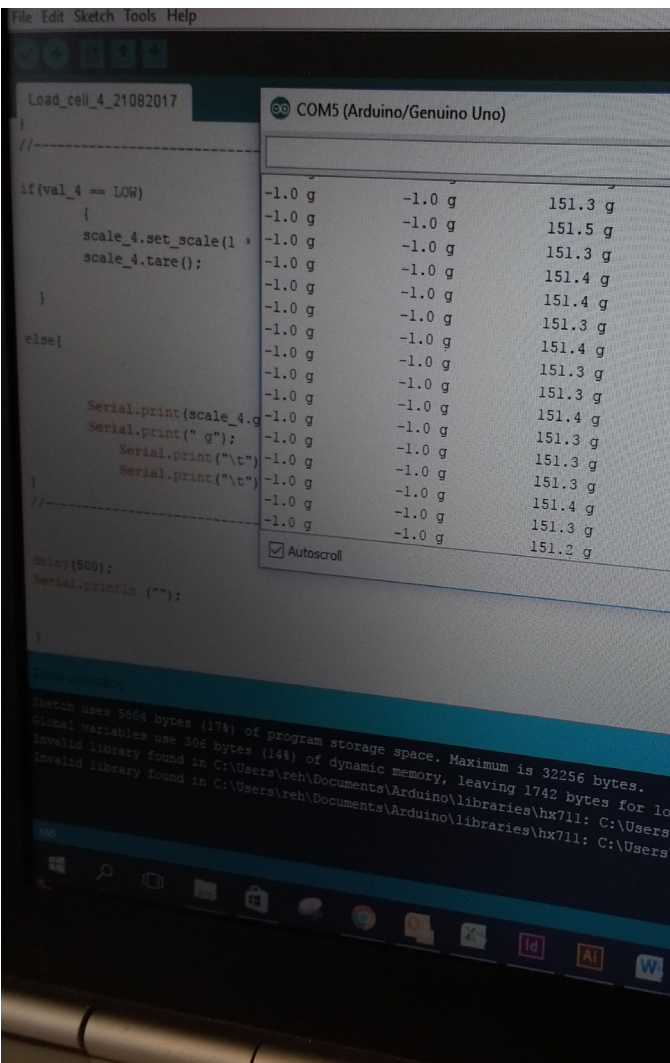 File Edit Sketch Tools Help
Load_cell_4_21082017
}
//---------------------------
if(val_4 == LOW)
{
scale_4.set_scale(1
scale_4.tare();
}
else{
Serial.print(scale_4.g
Serial.print(" g");
Serial.print("\t")
Serial.print("\t")
}
//---------------------------
delay(500);
Serial.println ("");
}
COM5 (Arduino/Genuino Uno)
-1.0 g -1.0 g 151.3 g
-1.0 g -1.0 g 151.5 g
-1.0 g -1.0 g 151.3 g
-1.0 g -1.0 g 151.4 g
-1.0 g -1.0 g 151.4 g
-1.0 g -1.0 g 151.3 g
-1.0 g -1.0 g 151.4 g
-1.0 g -1.0 g 151.3 g
-1.0 g -1.0 g 151.3 g
-1.0 g -1.0 g 151.4 g
-1.0 g -1.0 g 151.3 g
-1.0 g -1.0 g 151.3 g
-1.0 g -1.0 g 151.3 g
-1.0 g -1.0 g 151.4 g
-1.0 g -1.0 g 151.3 g
-1.0 g -1.0 g 151.2 g
Autoscroll
Done uploading.
Sketch uses 5804 bytes (17%) of program storage space. Maximum is 32256 bytes.
Global variables use 306 bytes (14%) of dynamic memory, leaving 1742 bytes for lo
Invalid library found in C:\Users\reh\Documents\Arduino\libraries\hx711: C:\Users
Invalid library found in C:\Users\reh\Documents\Arduino\libraries\hx711: C:\Users
160
Id
Ai
W